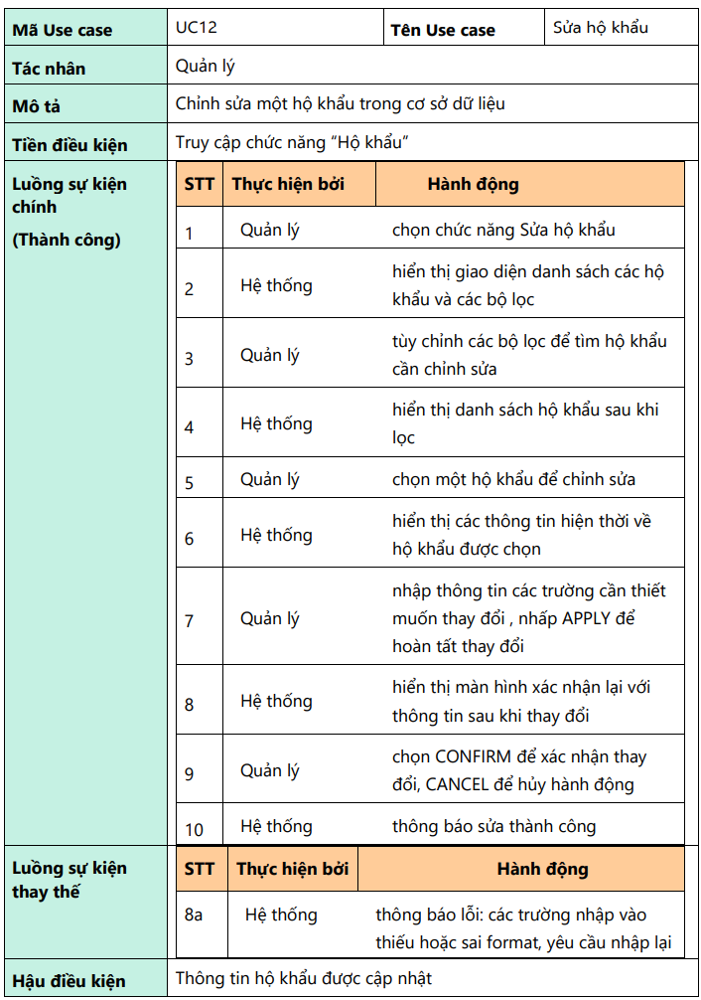 Mã Use case UC12 Tên Use case Sửa hộ khẩu
Tác nhân Quản lý
Mô tả Chỉnh sửa một hộ khẩu trong cơ sở dữ liệu
Tiền điều kiện Truy cập chức năng “Hộ khẩu”
Luồng sự kiện
chính
(Thành công)
STT Thực hiện bởi Hành động
1 Quản lý chọn chức năng Sửa hộ khẩu
2 Hệ thống hiển thị giao diện danh sách các hộ
khẩu và các bộ lọc
3 Quản lý tùy chỉnh các bộ lọc để tìm hộ khẩu
cần chỉnh sửa
4 Hệ thống hiển thị danh sách hộ khẩu sau khi
lọc
5 Quản lý chọn một hộ khẩu để chỉnh sửa
6 Hệ thống hiển thị các thông tin hiện thời về
hộ khẩu được chọn
7 Quản lý nhập thông tin các trường cần thiết
muốn thay đổi , nhấp APPLY để
hoàn tất thay đổi
8 Hệ thống hiển thị màn hình xác nhận lại với
thông tin sau khi thay đổi
9 Quản lý chọn CONFIRM để xác nhận thay
đổi, CANCEL để hủy hành động
10 Hệ thống thông báo sửa thành công
Luồng sự kiện
thay thế
STT Thực hiện bởi Hành động
8a Hệ thống thông báo lỗi: các trường nhập vào
thiếu hoặc sai format, yêu cầu nhập lại
Hậu điều kiện Thông tin hộ khẩu được cập nhật